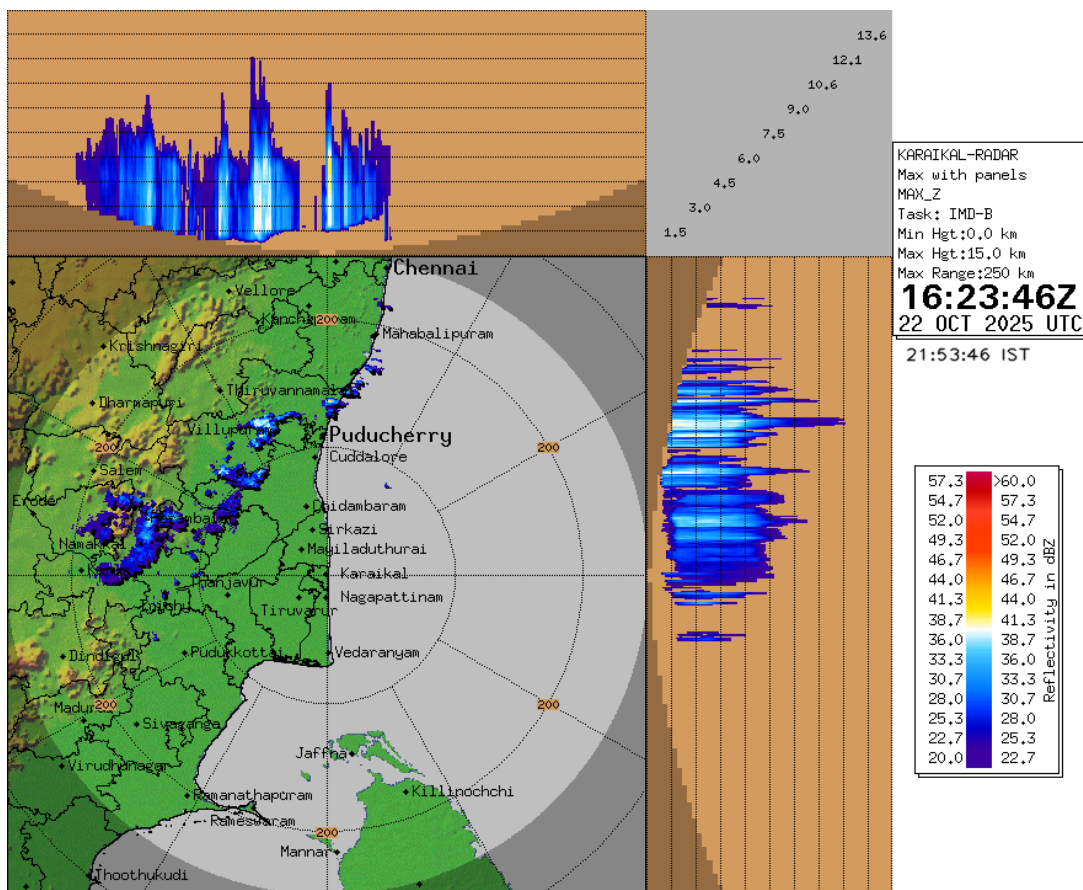 13.6
12.1
10.6
9.0
7.5
6.0
4.5
3.0
1.5
KARAIKAL-RADAR
Max with panels
MAX_Z
Task: IMD-B
Min Hgt:0.0 km
Max Hgt:15.0 km
Max Range:250 km
16:23:46Z
22 OCT 2025 UTC
21:53:46 IST
Chennai
Vellore
200
Mahabalipuram
Krishnagiri
Dharmapuri
Villupuram
Puducherry
200
200
Cuddalore
Salem
Erode
Sirkazi
Namakkal
Mayiladuthurai
Karaikal
Thanjavur
Nagapattinam
Tiruvarur
Dindigul
Pudukkottai
Vedaranyam
200
200
Sivaganga
Jaffna
Virudhunagar
Ramanathapuram
Killinochchi
Rameswaram
200
Mannar
Thoothukudi
57.3 >60.0
54.7 57.3
52.0 54.7
49.3 52.0
46.7 49.3
44.0 46.7
41.3 44.0
38.7 41.3
36.0 38.7
33.3 36.0
30.7 33.3
28.0 30.7
25.3 28.0
22.7 25.3
20.0 22.7
Reflectivity in dBZ